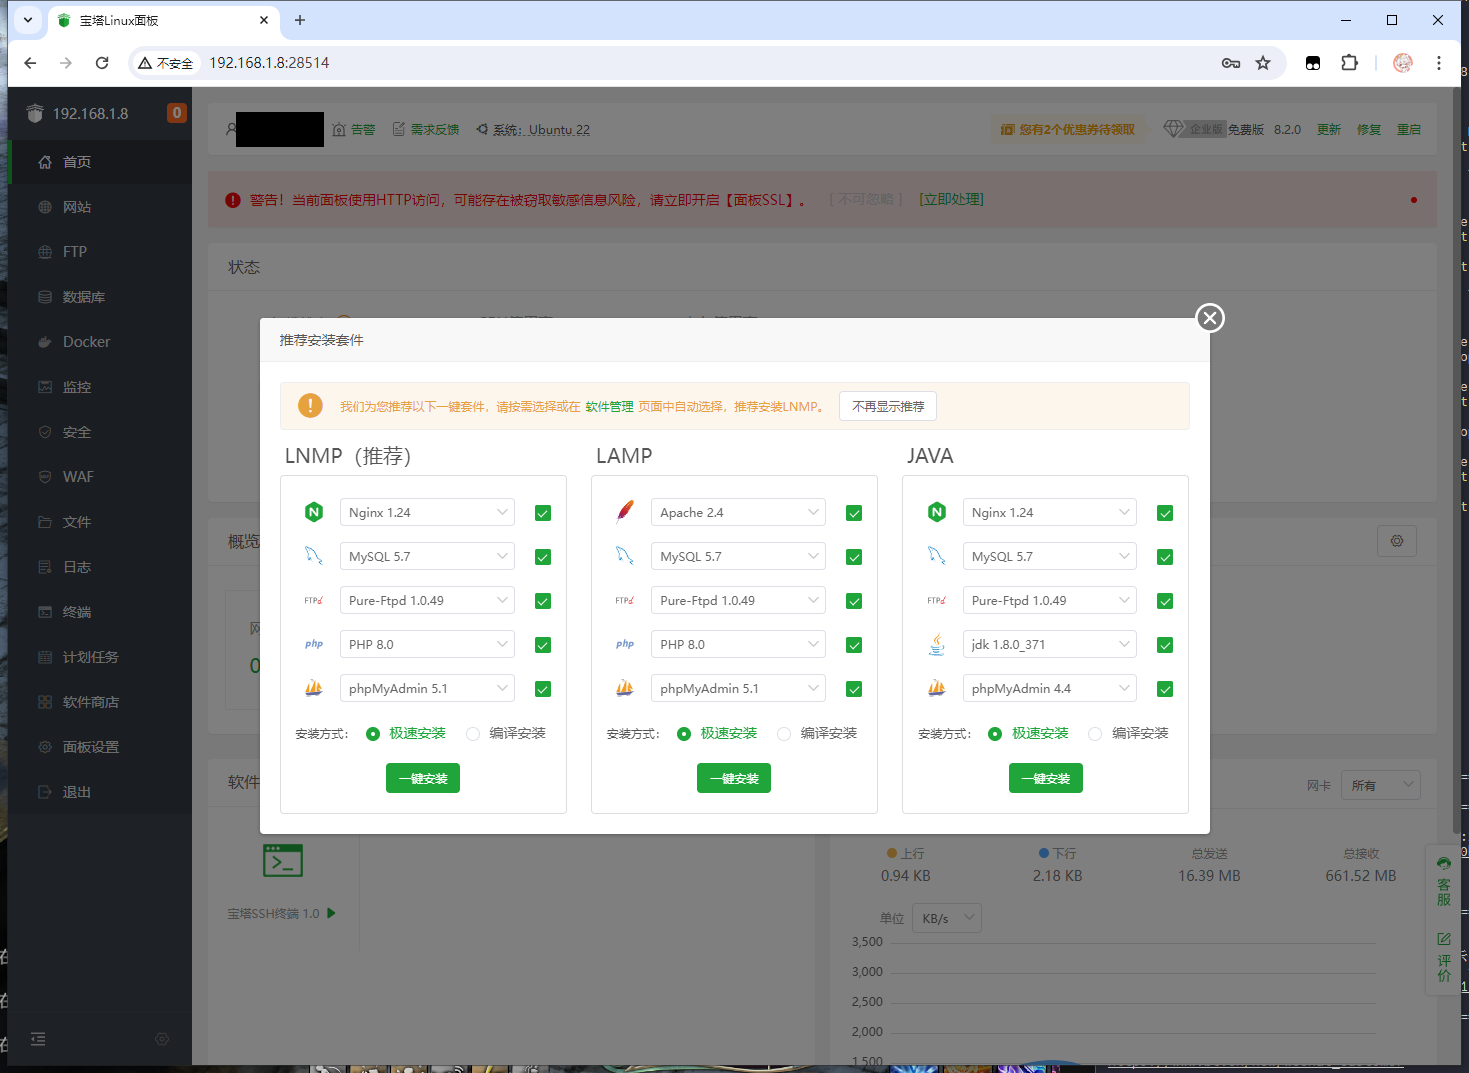 宝塔Linux面板
不安全
192.168.1.8:28514
192.168.1.8
0
告警
需求反馈
系统: Ubuntu 22
您有2个优惠券待领取
企业版
免费版
8.2.0
更新
修复
重启
首页
网站
FTP
数据库
Docker
监控
安全
WAF
文件
日志
终端
计划任务
软件商店
面板设置
退出
警告！当前面板使用HTTP访问，可能存在被窃取敏感信息风险，请立即开启【面板SSL】。
[ 不可忽略 ]
[立即处理]
状态
推荐安装套件
我们为您推荐以下一键套件，请按需选择或在 软件管理 页面中自动选择，推荐安装LNMP。
不再显示推荐
LNMP（推荐）
Nginx 1.24
MySQL 5.7
FTP
Pure-Ftpd 1.0.49
php
PHP 8.0
phpMyAdmin 5.1
安装方式：
极速安装
编译安装
一键安装
LAMP
Apache 2.4
MySQL 5.7
FTP
Pure-Ftpd 1.0.49
php
PHP 8.0
phpMyAdmin 5.1
安装方式：
极速安装
编译安装
一键安装
JAVA
Nginx 1.24
MySQL 5.7
FTP
Pure-Ftpd 1.0.49
jdk 1.8.0_371
phpMyAdmin 4.4
安装方式：
极速安装
编译安装
一键安装
概览
网
0
软件
宝塔SSH终端 1.0
网卡
所有
上行
0.94 KB
下行
2.18 KB
总发送
16.39 MB
总接收
661.52 MB
单位
KB/s
3,500
3,000
2,500
2,000
1,500
客服
评价